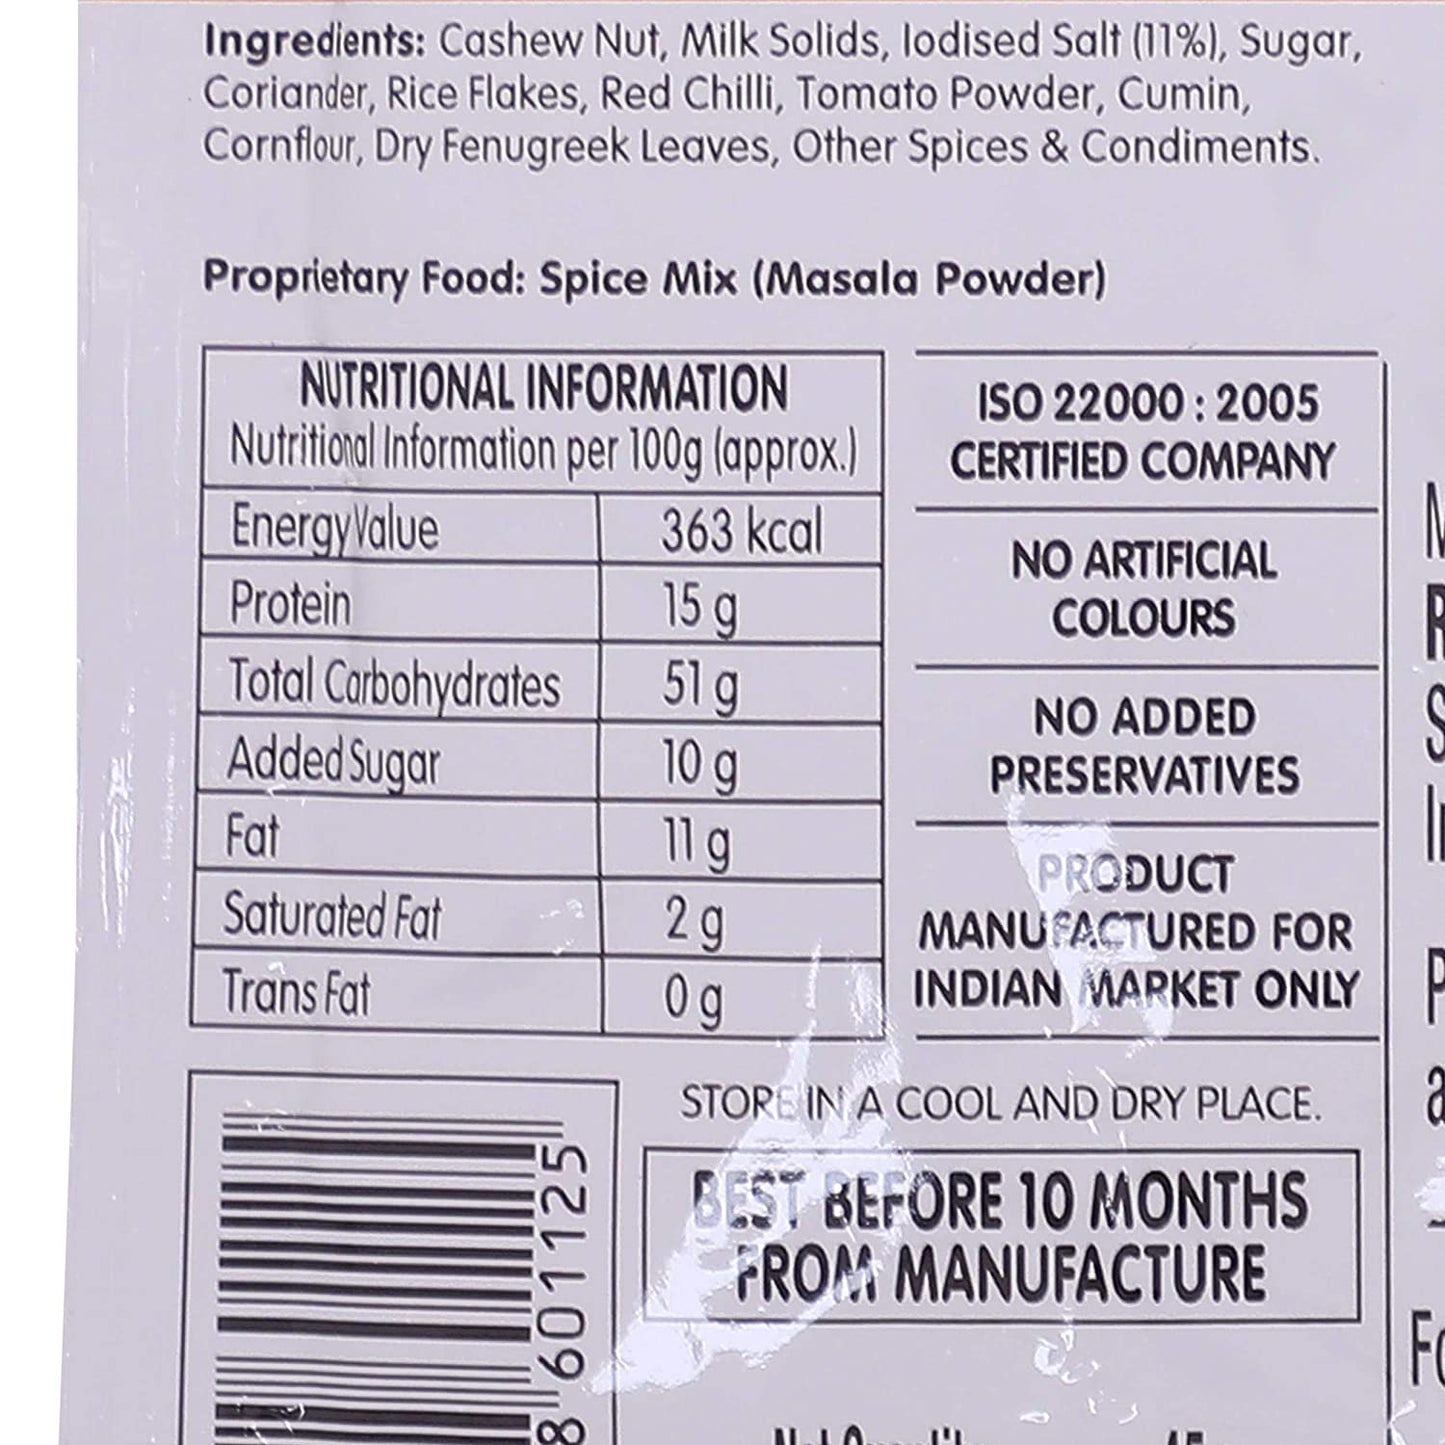 Ingredients: Cashew Nut, Milk Solids, Iodised Salt (11%), Sugar,
Coriander, Rice Flakes, Red Chilli, Tomato Powder, Cumin,
Cornflour, Dry Fenugreek Leaves, Other Spices & Condiments.
Proprietary Food: Spice Mix (Masala Powder)
NUTRITIONAL INFORMATION
Nutritional Information per 100g (approx.)
Energy Value 363 kcal
Protein 15 g
Total Carbohydrates 51 g
Added Sugar 10 g
Fat 11 g
Saturated Fat 2 g
Trans Fat 0 g
ISO 22000 : 2005
CERTIFIED COMPANY
NO ARTIFICIAL
COLOURS
NO ADDED
PRESERVATIVES
PRODUCT
MANUFACTURED FOR
INDIAN MARKET ONLY
STORE IN A COOL AND DRY PLACE.
BEST BEFORE 10 MONTHS
FROM MANUFACTURE
8 601125